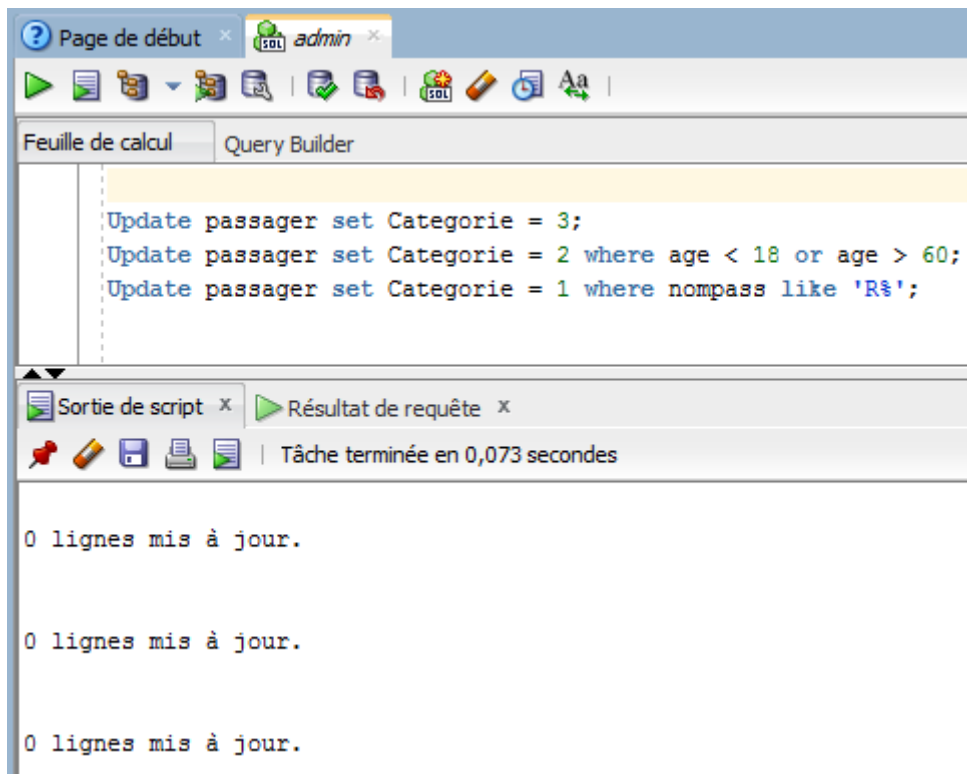 Page de début admin
Feuille de calcul Query Builder
Update passager set Categorie = 3;
Update passager set Categorie = 2 where age < 18 or age > 60;
Update passager set Categorie = 1 where nompass like 'R%';
Sortie de script x Résultat de requête x
Tâche terminée en 0,073 secondes
0 lignes mis à jour.
0 lignes mis à jour.
0 lignes mis à jour.